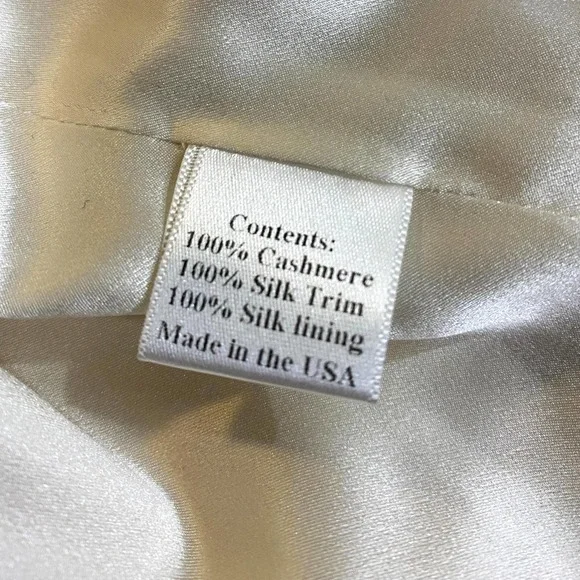 Contents:
100% Cashmere
100% Silk Trim
100% Silk lining
Made in the USA